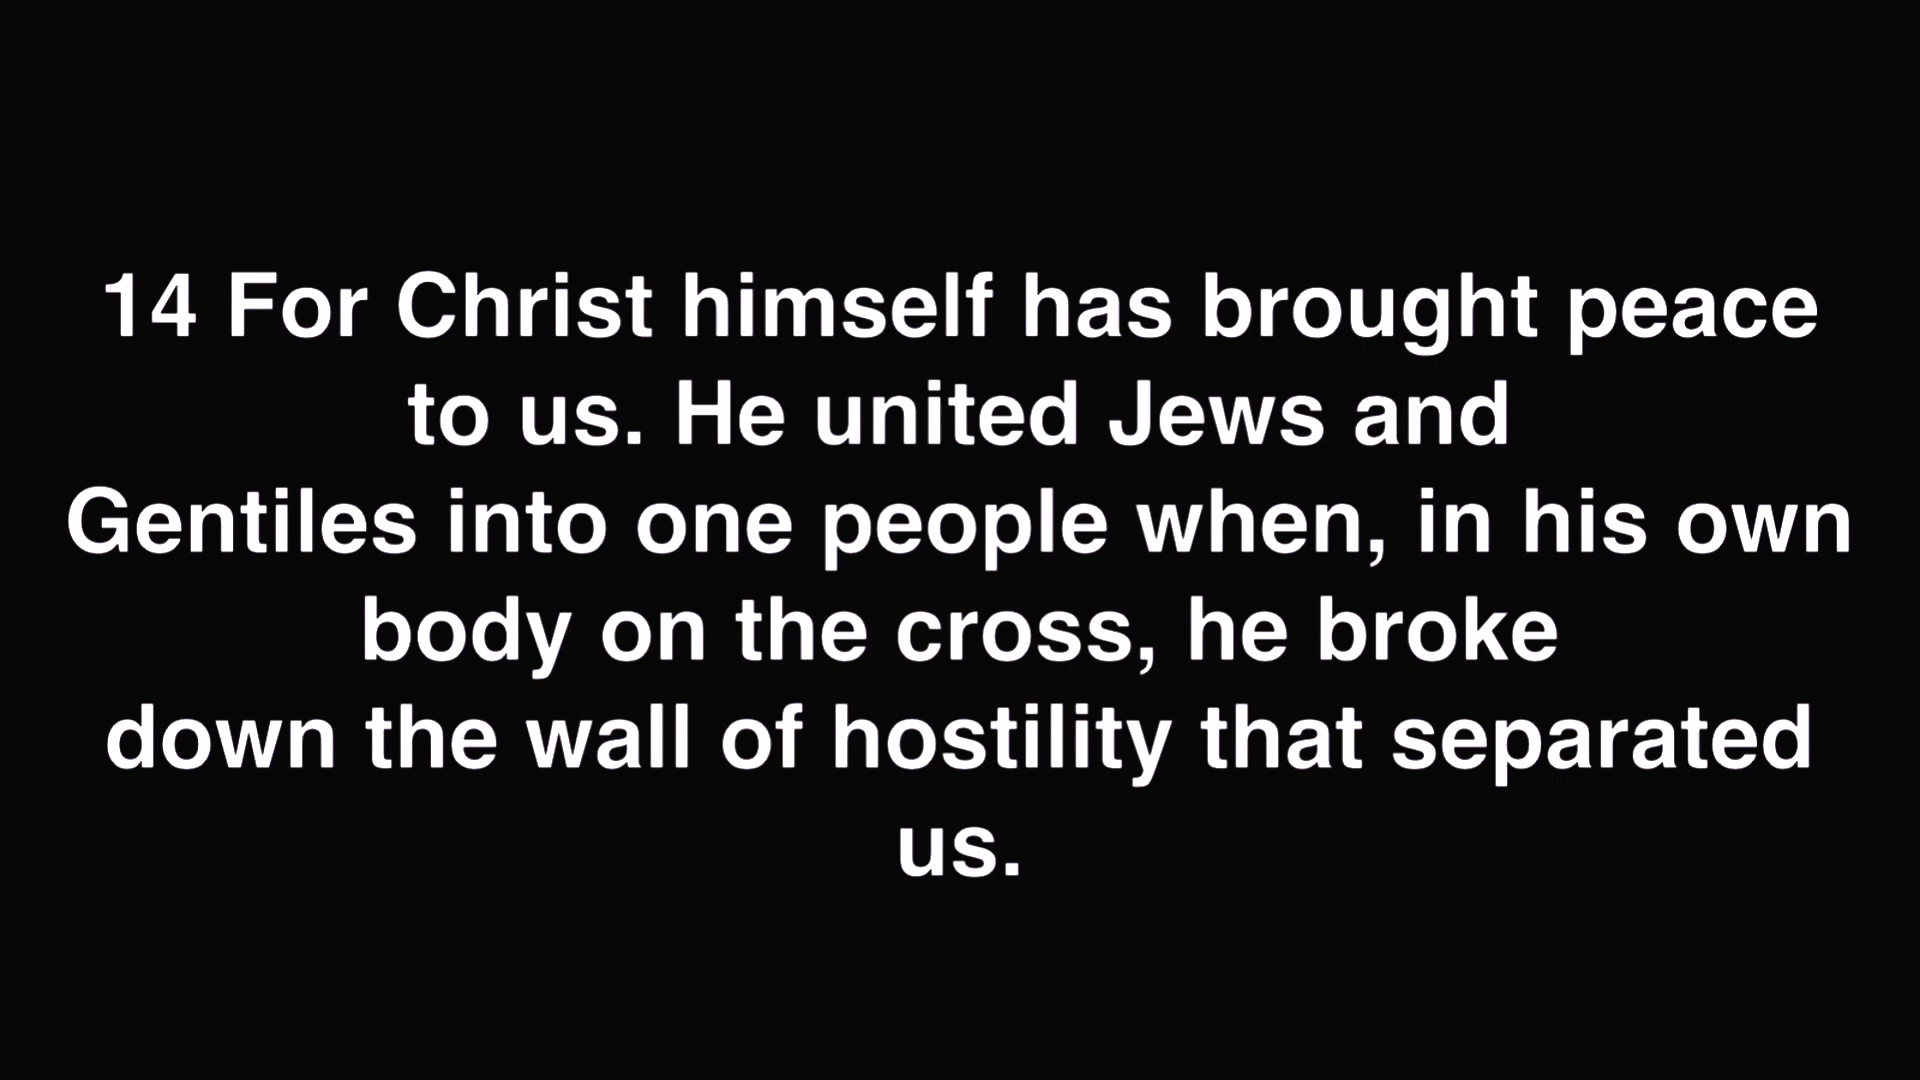 14 For Christ himself has brought peace
to us. He united Jews and
Gentiles into one people when, in his own
body on the cross, he broke
down the wall of hostility that separated
us.